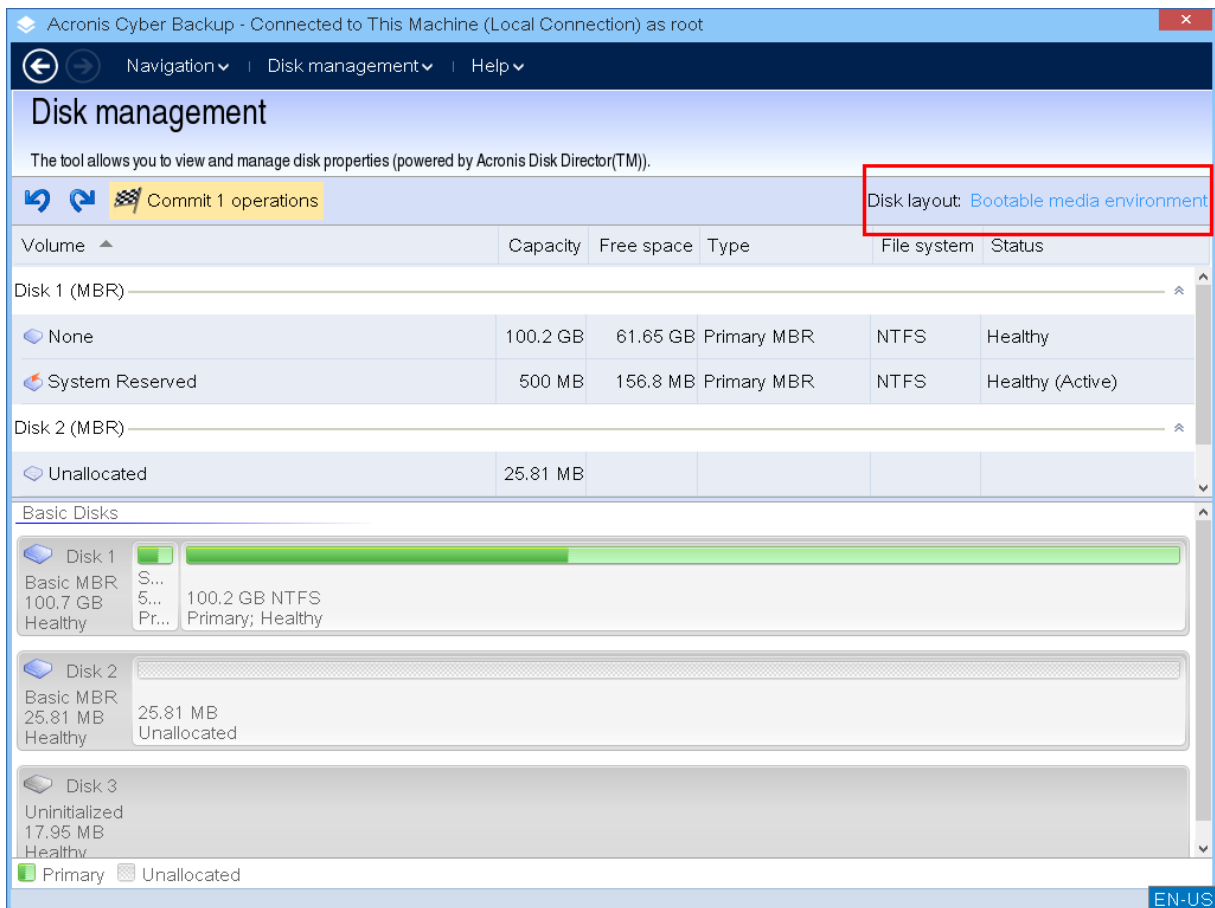 Acronis Cyber Backup - Connected to This Machine (Local Connection) as root
Navigation Disk management Help
Disk management
The tool allows you to view and manage disk properties (powered by Acronis Disk Director(TM)).
Commit 1 operations Disk layout: Bootable media environment
Volume Capacity Free space Type File system Status
Disk 1 (MBR)
None 100.2 GB 61.65 GB Primary MBR NTFS Healthy
System Reserved 500 MB 156.8 MB Primary MBR NTFS Healthy (Active)
Disk 2 (MBR)
Unallocated 25.81 MB
Basic Disks
Disk 1
Basic MBR
100.7 GB
Healthy
S...
5...
Pr...
100.2 GB NTFS
Primary; Healthy
Disk 2
Basic MBR
25.81 MB
Healthy
25.81 MB
Unallocated
Disk 3
Uninitialized
17.95 MB
Healthy
Primary Unallocated
EN-US